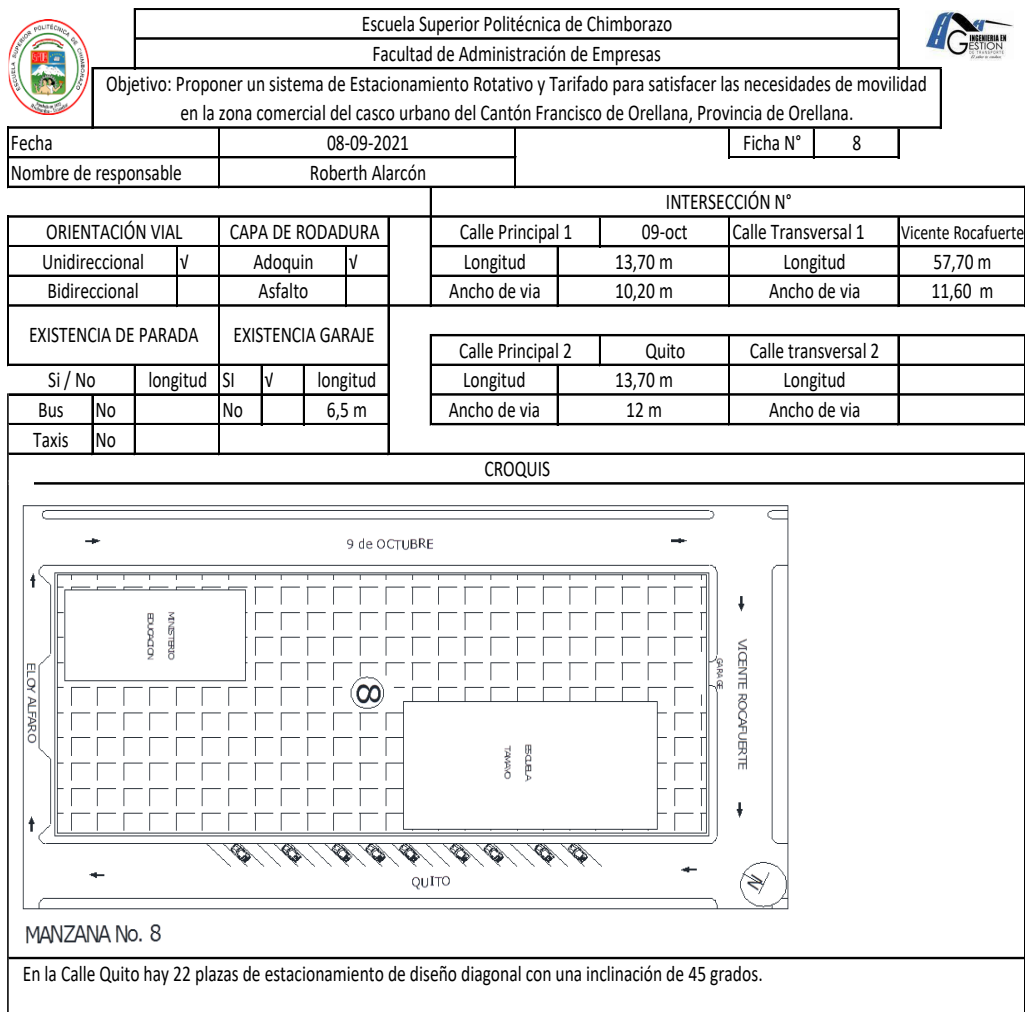 Escuela Superior Politécnica de Chimborazo
Facultad de Administración de Empresas
Objetivo: Proponer un sistema de Estacionamiento Rotativo y Tarifado para satisfacer las necesidades de movilidad
en la zona comercial del casco urbano del Cantón Francisco de Orellana, Provincia de Orellana.
INGENIERIA EN
GESTION
DE TRANSPORTE
Fecha 08-09-2021 Ficha N° 8
Nombre de responsable Roberth Alarcón
INTERSECCIÓN N°
ORIENTACIÓN VIAL CAPA DE RODADURA Calle Principal 1 09-oct Calle Transversal 1 Vicente Rocafuerte
Unidireccional √ Adoquin √ Longitud 13,70 m Longitud 57,70 m
Bidireccional Asfalto Ancho de via 10,20 m Ancho de via 11,60 m
EXISTENCIA DE PARADA EXISTENCIA GARAJE
Calle Principal 2 Quito Calle transversal 2
Si / No longitud SI √ longitud Longitud 13,70 m Longitud
Bus No No 6,5 m Ancho de via 12 m Ancho de via
Taxis No
CROQUIS
9 de OCTUBRE
MINISTERIO
EDUCACION
ELOY ALFARO
8
GARAGE
VICENTE ROCAFUERTE
ESCUELA
TAMAYO
QUITO
N
MANZANA No. 8
En la Calle Quito hay 22 plazas de estacionamiento de diseño diagonal con una inclinación de 45 grados.